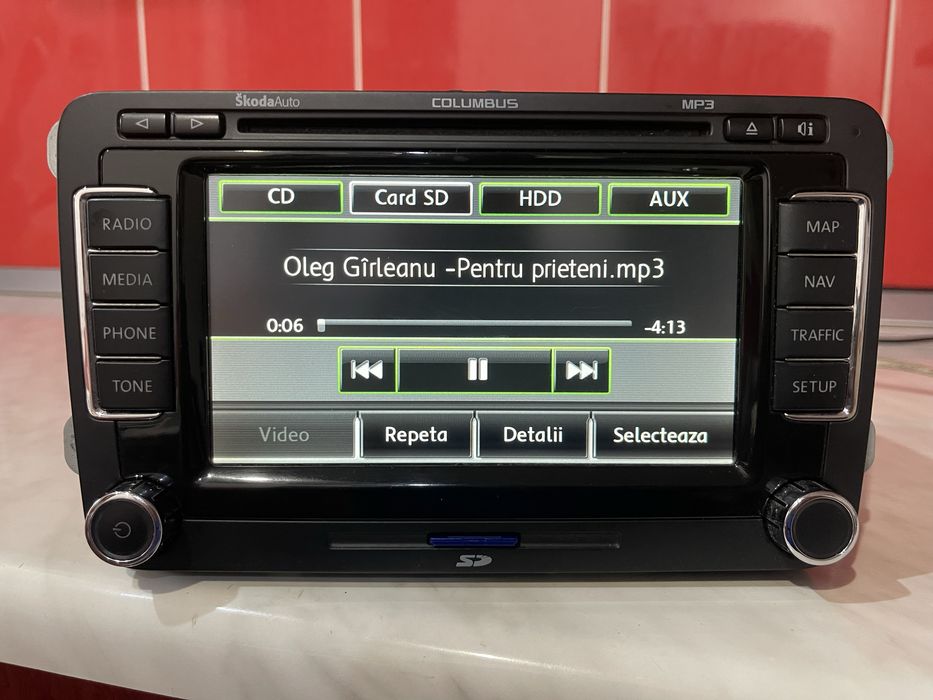 ŠkodaAuto COLUMBUS MP3
CD Card SD HDD AUX
RADIO
MEDIA
PHONE
TONE
Oleg Gîrleanu -Pentru prieteni.mp3
0:06 -4:13
Video Repeta Detalii Selecteaza
MAP
NAV
TRAFFIC
SETUP
SD